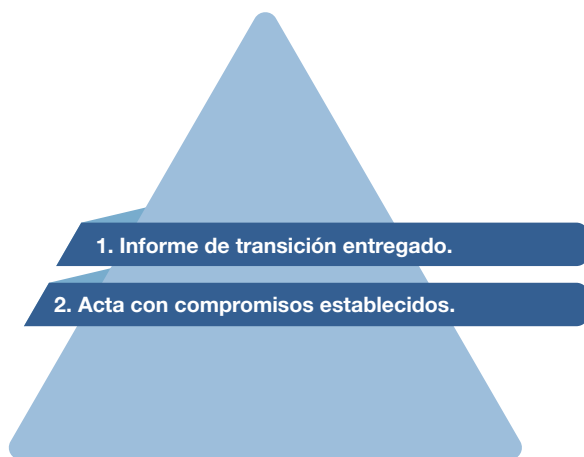 1. Informe de transición entregado.
2. Acta con compromisos establecidos.